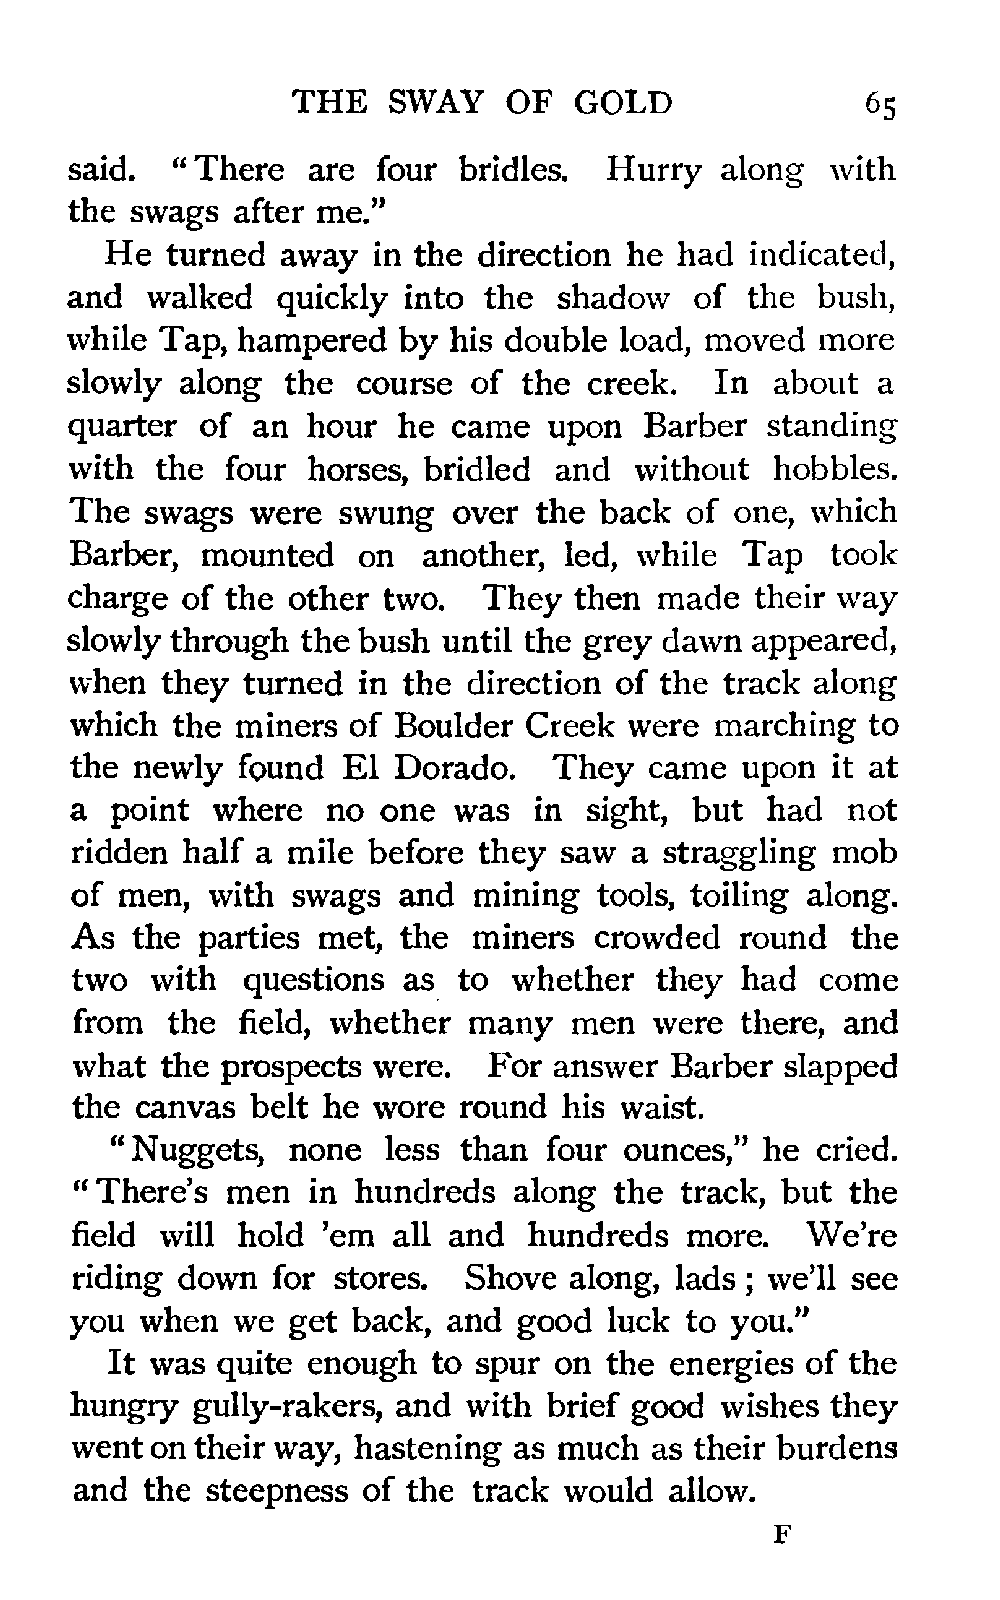 THE SWAY OF GOLD 65
said. “There are four bridles. Hurry along with
the swags after me.”
He turned away in the direction he had indicated,
and walked quickly into the shadow of the bush,
while Tap, hampered by his double load, moved more
slowly along the course of the creek. In about a
quarter of an hour he came upon Barber standing
with the four horses, bridled and without hobbles.
The swags were swung over the back of one, which
Barber, mounted on another, led, while Tap took
charge of the other two. They then made their way
slowly through the bush until the grey dawn appeared,
when they turned in the direction of the track along
which the miners of Boulder Creek were marching to
the newly found El Dorado. They came upon it at
a point where no one was in sight, but had not
ridden half a mile before they saw a straggling mob
of men, with swags and mining tools, toiling along.
As the parties met, the miners crowded round the
two with questions as to whether they had come
from the field, whether many men were there, and
what the prospects were. For answer Barber slapped
the canvas belt he wore round his waist.
“Nuggets, none less than four ounces,” he cried.
“There’s men in hundreds along the track, but the
field will hold ’em all and hundreds more. We’re
riding down for stores. Shove along, lads ; we’ll see
you when we get back, and good luck to you.”
It was quite enough to spur on the energies of the
hungry gully-rakers, and with brief good wishes they
went on their way, hastening as much as their burdens
and the steepness of the track would allow.
F